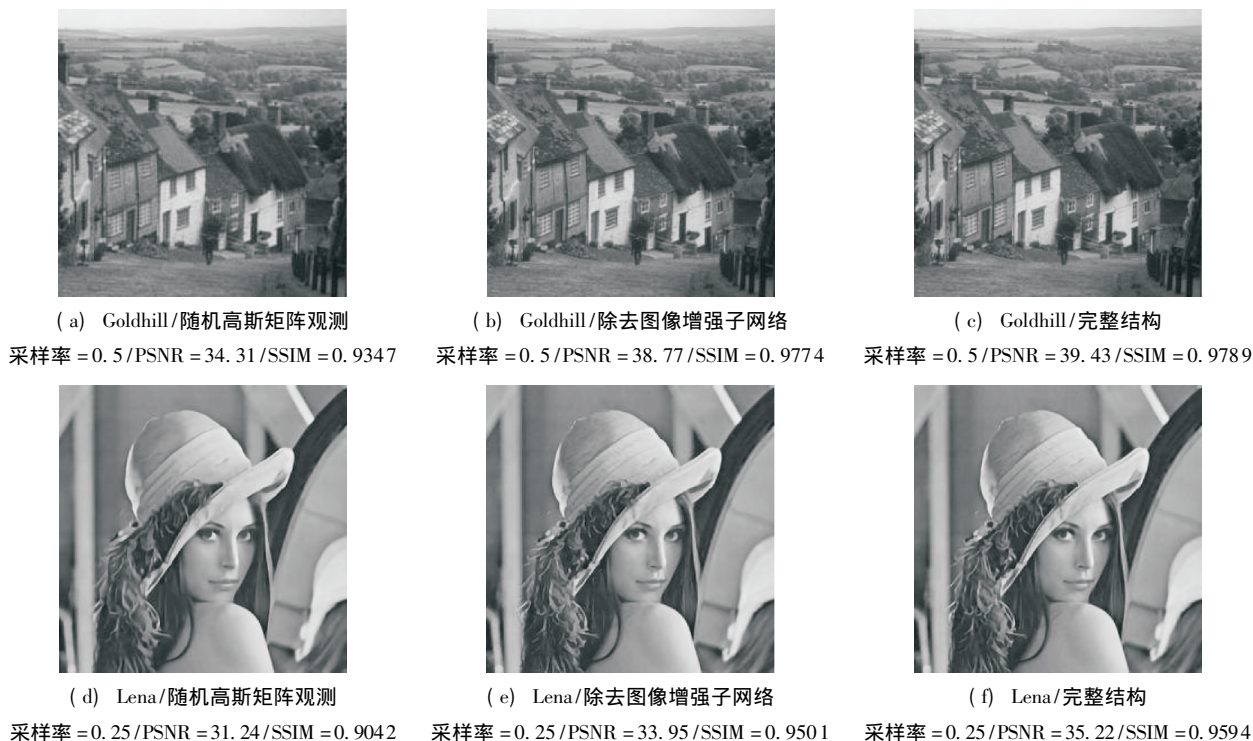 (a) Goldhill/随机高斯矩阵观测
(b) Goldhill/除去图像增强子网络
(c) Goldhill/完整结构
采样率=0.5/PSNR=34.31/SSIM=0.9347
采样率=0.5/PSNR=38.77/SSIM=0.9774
采样率=0.5/PSNR=39.43/SSIM=0.9789
(d) Lena/随机高斯矩阵观测
(e) Lena/除去图像增强子网络
(f) Lena/完整结构
采样率=0.25/PSNR=31.24/SSIM=0.9042
采样率=0.25/PSNR=33.95/SSIM=0.9501
采样率=0.25/PSNR=35.22/SSIM=0.9594